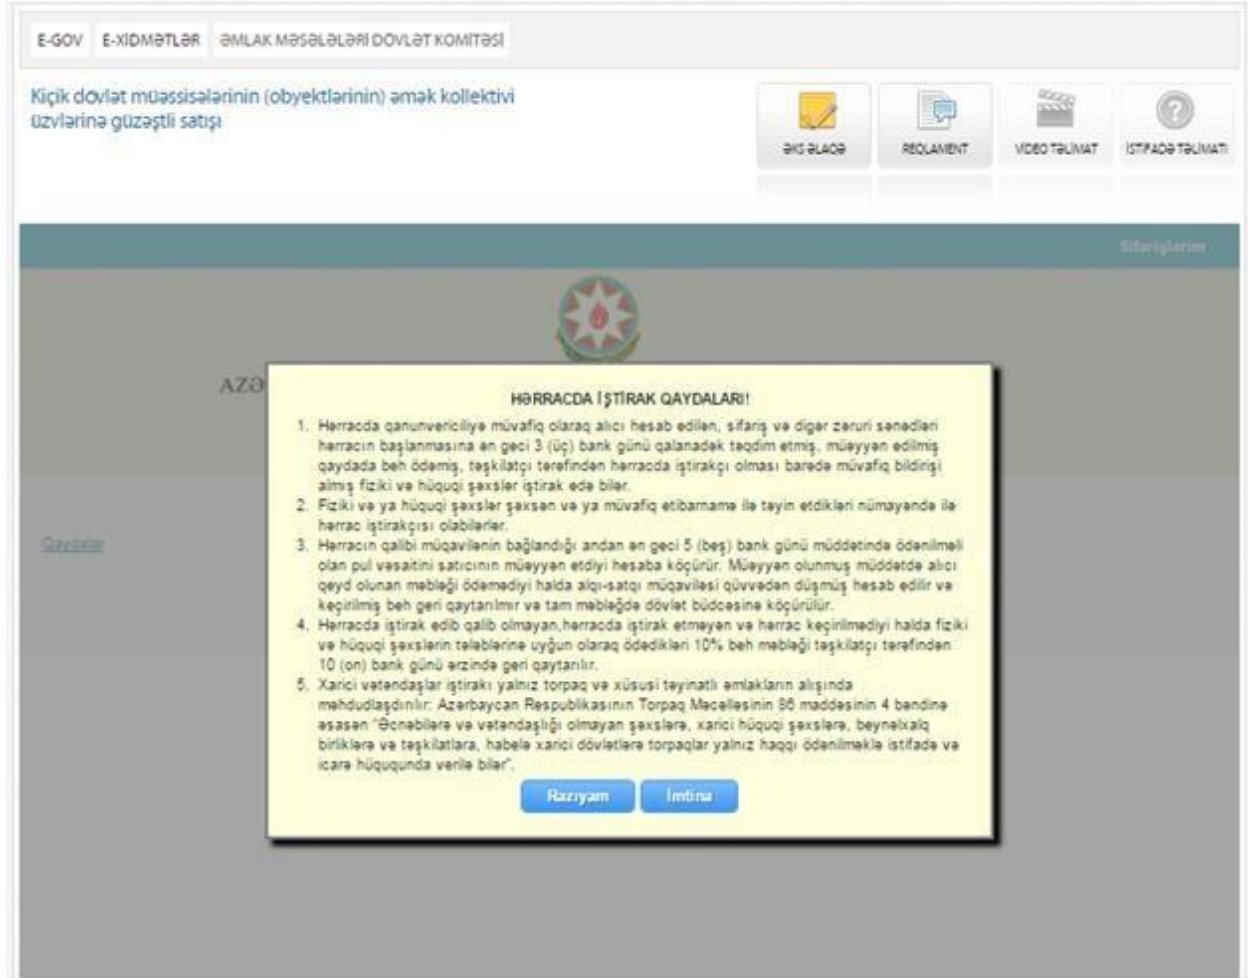 E-GOV E-XİDMƏTLƏR ƏMLAK MƏSƏLƏLƏRİ DÖVLƏT KOMİTƏSİ
Kiçik dövlət müəssisələrinin (obyektlərinin) əmək kollektivi
üzvlərinə güzəştli satışı
ƏKS ƏLAQƏ REQLAMENT VİDEO TƏLİMAT İSTİFADƏ TƏLİMATI
Sifarişlərim
AZƏ
HƏRRACDA İŞTİRAK QAYDALARI!
1. Hərracda qanunvericiliyə müvafiq olaraq alıcı hesab edilən, sifariş və digər zəruri sənədləri
hərracın başlanmasına ən geci 3 (üç) bank günü qalanadək təqdim etmiş, müəyyən edilmiş
qaydada beh ödəmiş, təşkilatçı tərəfindən hərracda iştirakçı olması barədə müvafiq bildirişi
almış fiziki və hüquqi şəxslər iştirak edə bilər.
2. Fiziki və ya hüquqi şəxslər şəxsən və ya müvafiq etibarnamə ilə təyin etdikləri nümayəndə ilə
hərrac iştirakçısı olabilərlər.
3. Hərracın qalibi müqavilənin bağlandığı andan ən geci 5 (beş) bank günü müddətində ödənilməli
olan pul vəsaitini satıcının müəyyən etdiyi hesaba köçürür. Müəyyən olunmuş müddətdə alıcı
qeyd olunan məbləği ödəmədiyi halda alqı-satqı müqaviləsi qüvvədən düşmüş hesab edilir və
keçirilmiş beh geri qaytarılmır və tam məbləğdə dövlət büdcəsinə köçürülür.
4. Hərracda iştirak edib qalib olmayan,hərracda iştirak etməyən və hərrac keçirilmədiyi halda fiziki
və hüquqi şəxslərin tələblərinə uyğun olaraq ödədikləri 10% beh məbləği təşkilatçı tərəfindən
10 (on) bank günü ərzində geri qaytarılır.
Qaydalar
5. Xarici vətəndaşlar iştirakı yalnız torpaq və xüsusi təyinatlı əmlakların alışında
məhdudlaşdırılır: Azərbaycan Respublikasının Torpaq Məcəlləsinin 86 maddəsinin 4 bəndinə
əsasən "Əcnəbilərə və vətəndaşlığı olmayan şəxslərə, xarici hüquqi şəxslərə, beynəlxalq
birliklərə və təşkilatlara, habelə xarici dövlətlərə torpaqlar yalnız haqqı ödənilməklə istifadə və
icarə hüququnda verilə bilər".
Razıyam İmtina